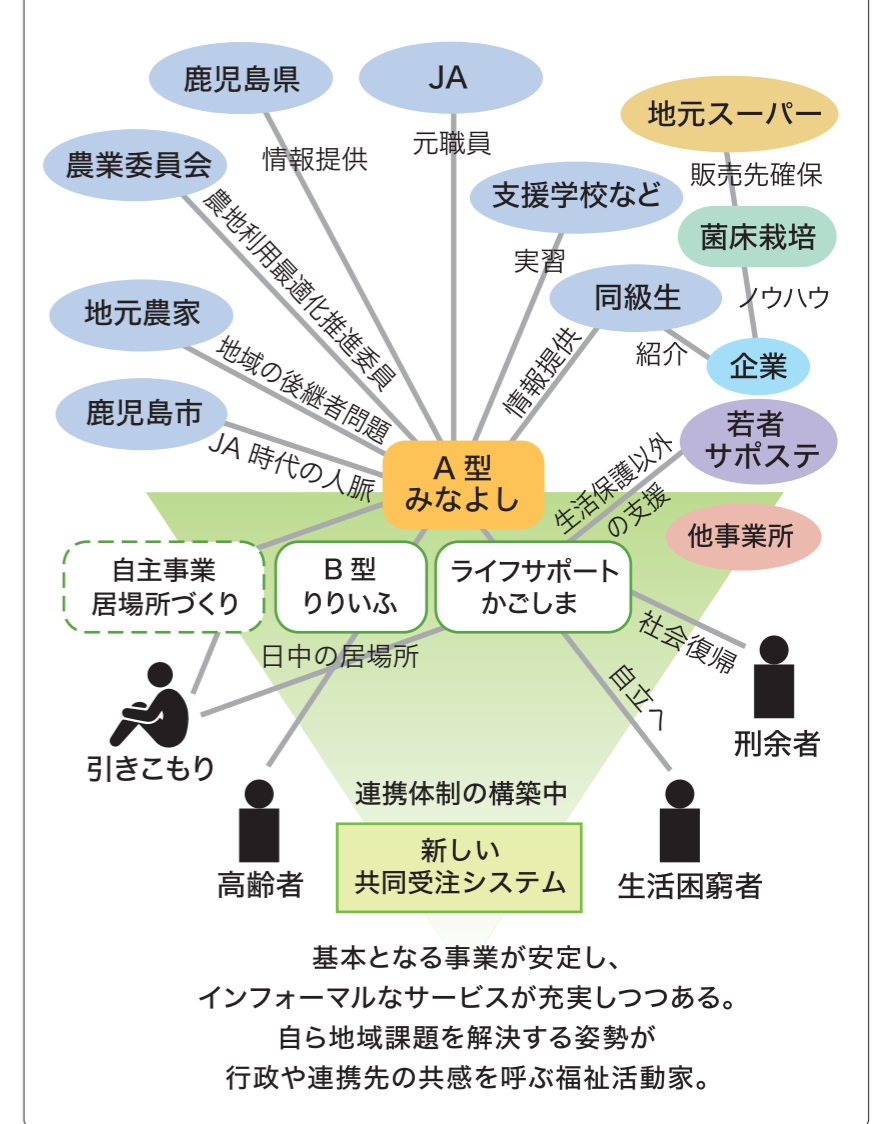 鹿児島県
JA
地元スーパー
農業委員会
情報提供
元職員
販売先確保
支援学校など
菌床栽培
農地利用最適化推進委員
実習
同級生
ノウハウ
地元農家
地域の後継者問題
情報提供
紹介
企業
鹿児島市
JA 時代の人脈
若者
サポステ
A 型
みなよし
生活保護以外
の支援
他事業所
自主事業
居場所づくり
B 型
りりいふ
ライフサポート
かごしま
日中の居場所
社会復帰
自立へ
引きこもり
刑余者
高齢者
生活困窮者
連携体制の構築中
新しい
共同受注システム
基本となる事業が安定し、
インフォーマルなサービスが充実しつつある。
自ら地域課題を解決する姿勢が
行政や連携先の共感を呼ぶ福祉活動家。